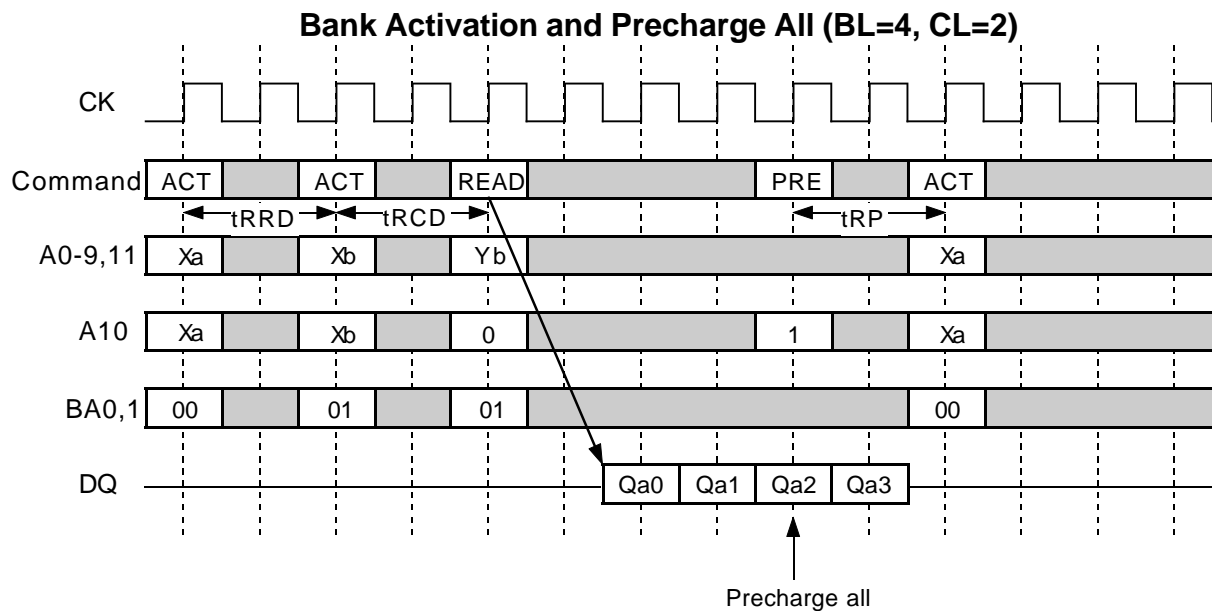 Bank Activation and Precharge All (BL=4, CL=2)
CK
Command ACT ACT READ PRE ACT
tRRD tRCD tRP
A0-9,11 Xa Xb Yb Xa
A10 Xa Xb 0 1 Xa
BA0,1 00 01 01 00
DQ Qa0 Qa1 Qa2 Qa3
Precharge all